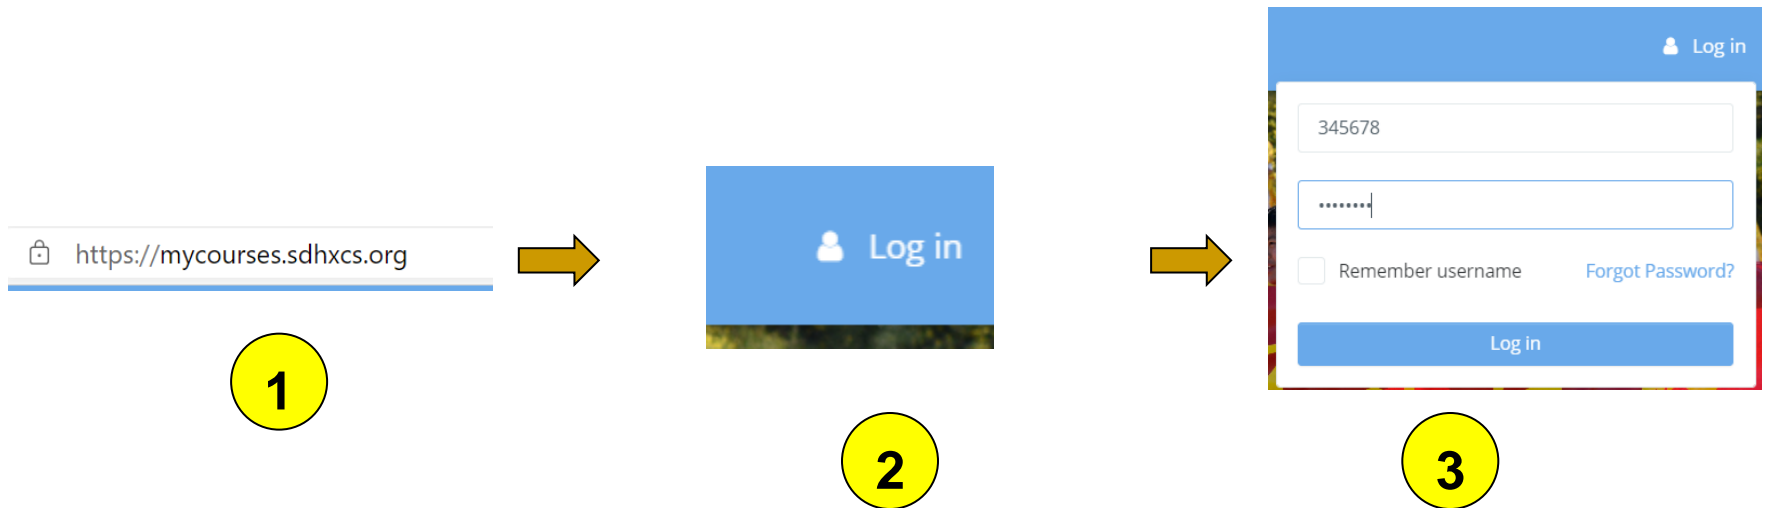 https://mycourses.sdhxcs.org
1
Log in
2
Log in
345678
••••••••
Remember username
Forgot Password?
Log in
3